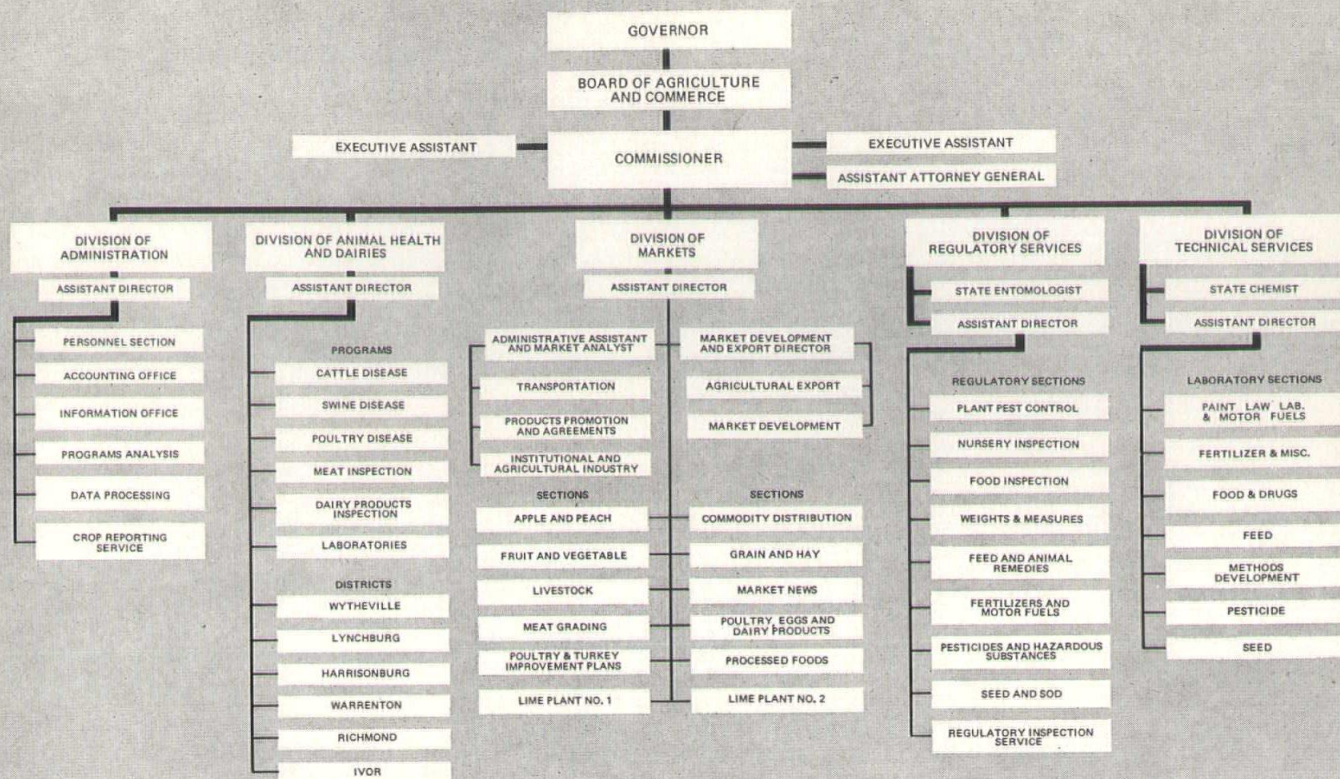 GOVERNOR
BOARD OF AGRICULTURE
AND COMMERCE
EXECUTIVE ASSISTANT
COMMISSIONER
EXECUTIVE ASSISTANT
ASSISTANT ATTORNEY GENERAL
DIVISION OF
ADMINISTRATION
ASSISTANT DIRECTOR
PERSONNEL SECTION
ACCOUNTING OFFICE
INFORMATION OFFICE
PROGRAMS ANALYSIS
DATA PROCESSING
CROP REPORTING
SERVICE
DIVISION OF ANIMAL HEALTH
AND DAIRIES
ASSISTANT DIRECTOR
PROGRAMS
CATTLE DISEASE
SWINE DISEASE
POULTRY DISEASE
MEAT INSPECTION
DAIRY PRODUCTS
INSPECTION
LABORATORIES
DISTRICTS
WYTHEVILLE
LYNCHBURG
HARRISONBURG
WARRENTON
RICHMOND
IVOR
DIVISION OF
MARKETS
ASSISTANT DIRECTOR
ADMINISTRATIVE ASSISTANT
AND MARKET ANALYST
TRANSPORTATION
PRODUCTS PROMOTION
AND AGREEMENTS
INSTITUTIONAL AND
AGRICULTURAL INDUSTRY
MARKET DEVELOPMENT
AND EXPORT DIRECTOR
AGRICULTURAL EXPORT
MARKET DEVELOPMENT
SECTIONS
APPLE AND PEACH
FRUIT AND VEGETABLE
LIVESTOCK
MEAT GRADING
POULTRY & TURKEY
IMPROVEMENT PLANS
LIME PLANT NO. 1
SECTIONS
COMMODITY DISTRIBUTION
GRAIN AND HAY
MARKET NEWS
POULTRY, EGGS AND
DAIRY PRODUCTS
PROCESSED FOODS
LIME PLANT NO. 2
DIVISION OF
REGULATORY SERVICES
STATE ENTOMOLOGIST
ASSISTANT DIRECTOR
REGULATORY SECTIONS
PLANT PEST CONTROL
NURSERY INSPECTION
FOOD INSPECTION
WEIGHTS & MEASURES
FEED AND ANIMAL
REMEDIES
FERTILIZERS AND
MOTOR FUELS
PESTICIDES AND HAZARDOUS
SUBSTANCES
SEED AND SOD
REGULATORY INSPECTION
SERVICE
DIVISION OF
TECHNICAL SERVICES
STATE CHEMIST
ASSISTANT DIRECTOR
LABORATORY SECTIONS
PAINT LAW LAB.
& MOTOR FUELS
FERTILIZER & MISC.
FOOD & DRUGS
FEED
METHODS
DEVELOPMENT
PESTICIDE
SEED